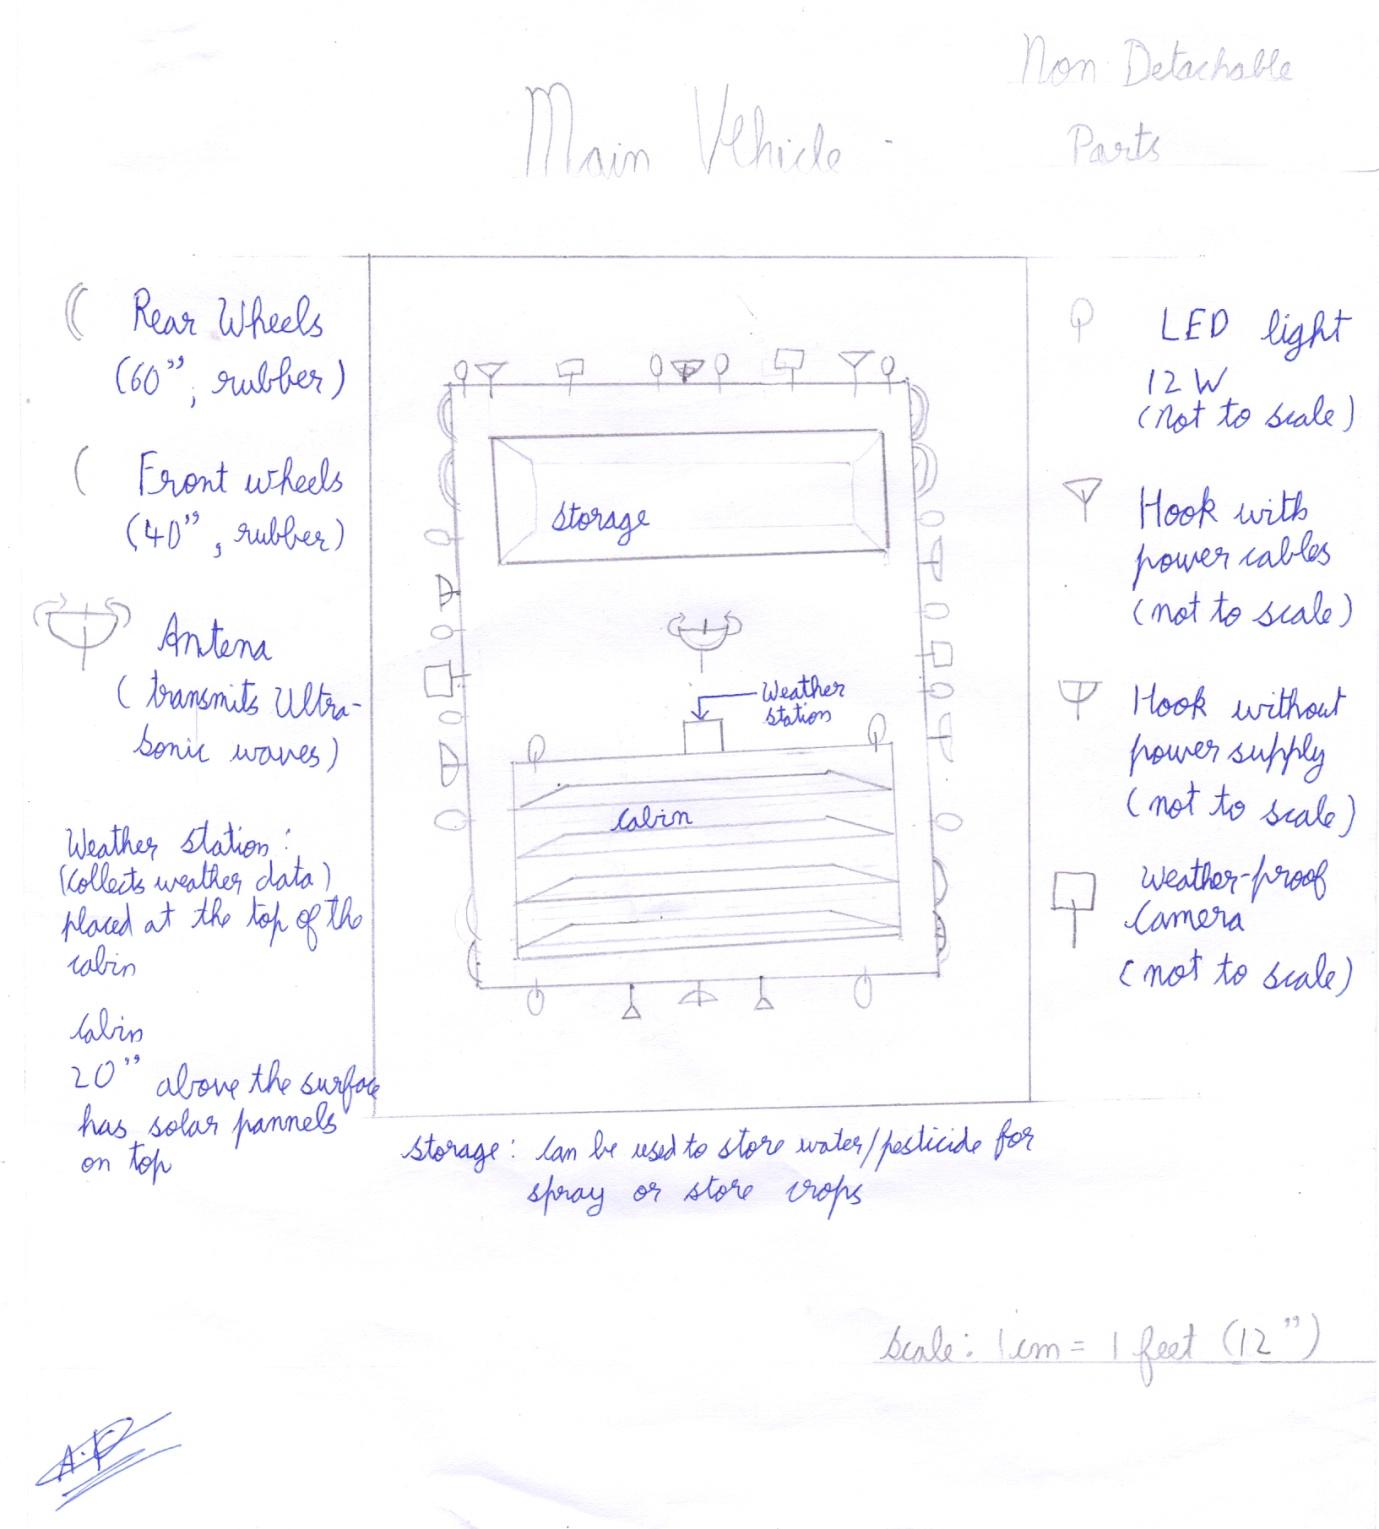 Non Detachable
Parts
Main Vehicle -
Rear Wheels
(60", rubber)
Front wheels
(40", rubber)
Antena
(transmits Ultra-
sonic waves)
Weather station:
(collects weather data)
placed at the top of the
cabin
cabin
20" above the surface
has solar pannels
on top
storage
Weather
station
cabin
LED light
12 W
(not to scale)
Hook with
power cables
(not to scale)
Hook without
power supply
(not to scale)
Weather-proof
Camera
(not to scale)
storage: can be used to store water/pesticide for
spray or store crops
scale: 1 cm = 1 feet (12")
A.P